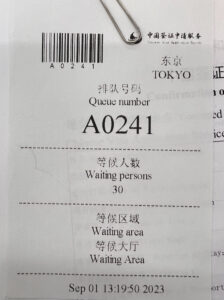 A0241
中国签证申请服务
东京
TOKYO
排队号码
Queue number
A0241
等候人数
Waiting persons
30
等候区域
Waiting area
等候大厅
Waiting Area
Sep 01 13:19:50 2023
证